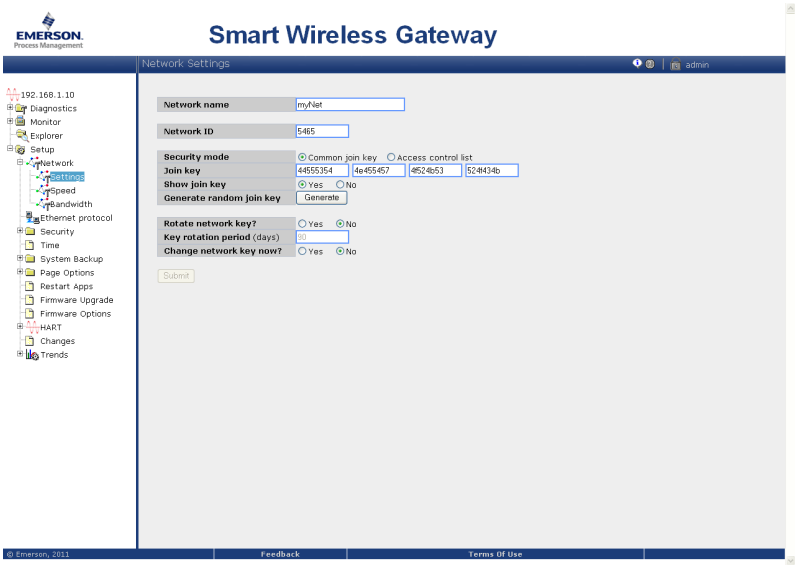 EMERSON.
Process Management
Smart Wireless Gateway
Network Settings
admin
192.168.1.10
Diagnostics
Monitor
Explorer
Setup
Network
Settings
Speed
Bandwidth
Ethernet protocol
Security
Time
System Backup
Page Options
Restart Apps
Firmware Upgrade
Firmware Options
HART
Changes
Trends
Network name myNet
Network ID 5465
Security mode Common join key Access control list
Join key 44555354 4e455457 4f524b53 524f434b
Show join key Yes No
Generate random join key Generate
Rotate network key? Yes No
Key rotation period (days) 90
Change network key now? Yes No
Submit
© Emerson, 2011 Feedback Terms Of Use